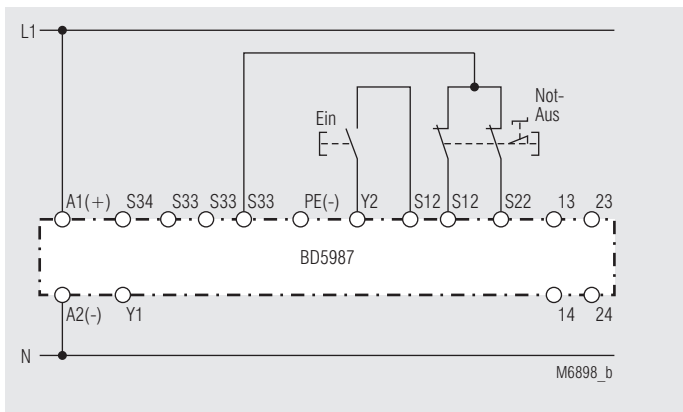 L1
Not-
Aus
Ein
A1(+) S34 S33 S33 S33 PE(-) Y2 S12 S12 S22 13 23
BD5987
A2(-) Y1 14 24
N
M6898_b